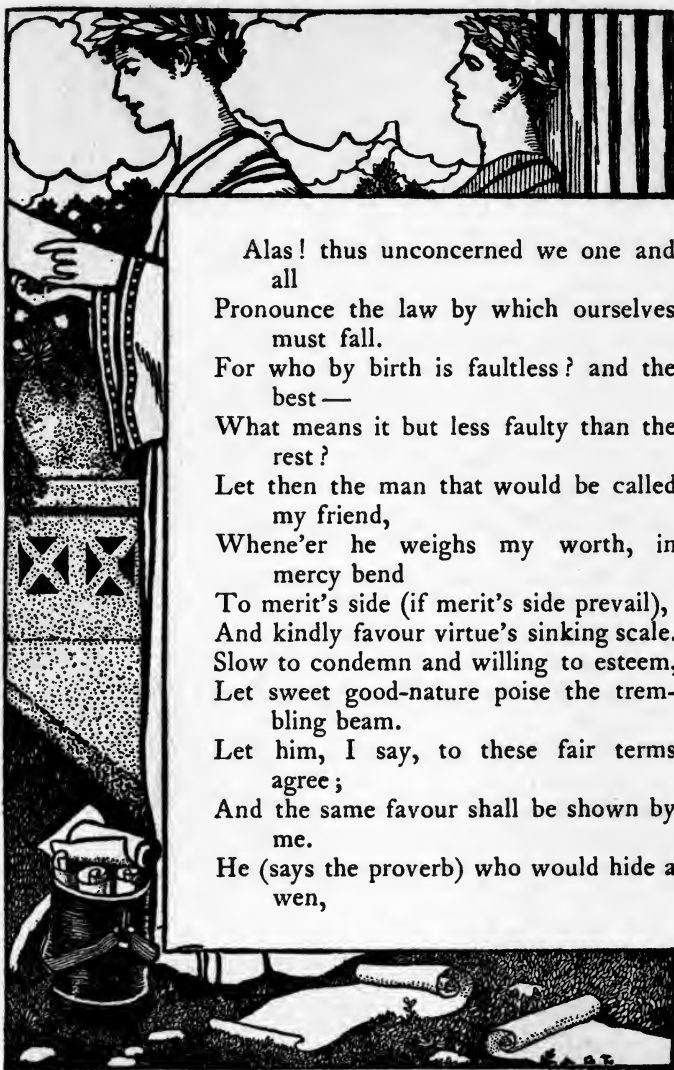 Alas! thus unconcerned we one and
all
Pronounce the law by which ourselves
must fall.
For who by birth is faultless? and the
best —
What means it but less faulty than the
rest?
Let then the man that would be called
my friend,
Whene'er he weighs my worth, in
mercy bend
To merit's side (if merit's side prevail),
And kindly favour virtue's sinking scale.
Slow to condemn and willing to esteem,
Let sweet good-nature poise the trem-
bling beam.
Let him, I say, to these fair terms
agree;
And the same favour shall be shown by
me.
He (says the proverb) who would hide a
wen,